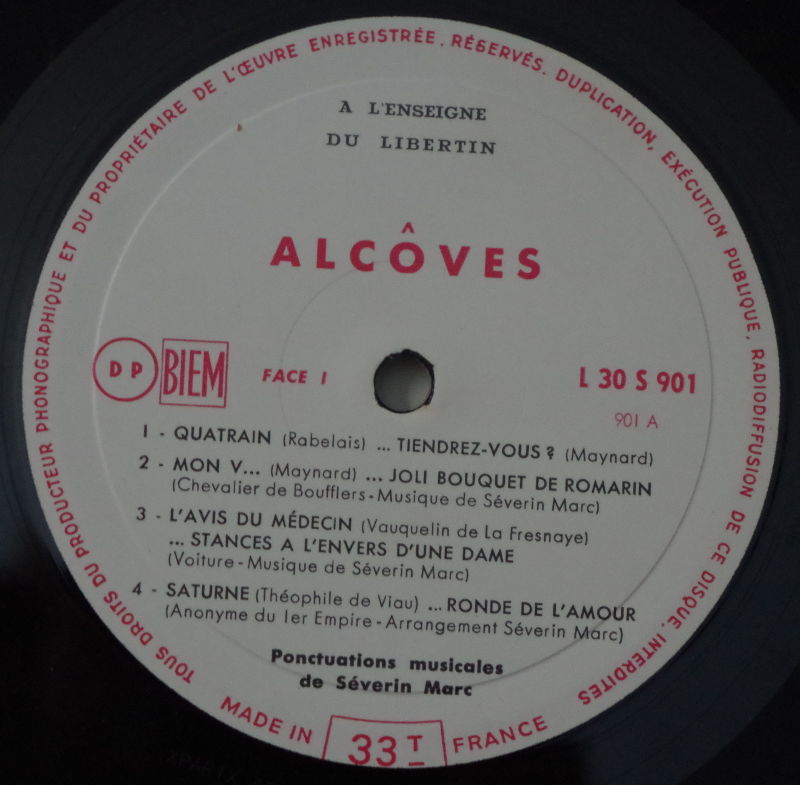 TOUS DROITS DU PRODUCTEUR PHONOGRAPHIQUE ET DU PROPRIÉTAIRE DE L'ŒUVRE ENREGISTRÉE, RÉSERVÉS. DUPLICATION, EXÉCUTION PUBLIQUE, RADIODIFFUSION DE CE DISQUE, INTERDITES
A L'ENSEIGNE
DU LIBERTIN
ALCÔVES
DP BIEM FACE I L 30 S 901
901 A
1 - QUATRAIN (Rabelais) ... TIENDREZ-VOUS ? (Maynard)
2 - MON V... (Maynard) ... JOLI BOUQUET DE ROMARIN
(Chevalier de Boufflers - Musique de Séverin Marc)
3 - L'AVIS DU MÉDECIN (Vauquelin de La Fresnaye)
... STANCES A L'ENVERS D'UNE DAME
(Voiture - Musique de Séverin Marc)
4 - SATURNE (Théophile de Viau) ... RONDE DE L'AMOUR
(Anonyme du Ier Empire - Arrangement Séverin Marc)
Ponctuations musicales
de Séverin Marc
MADE IN 33 T FRANCE